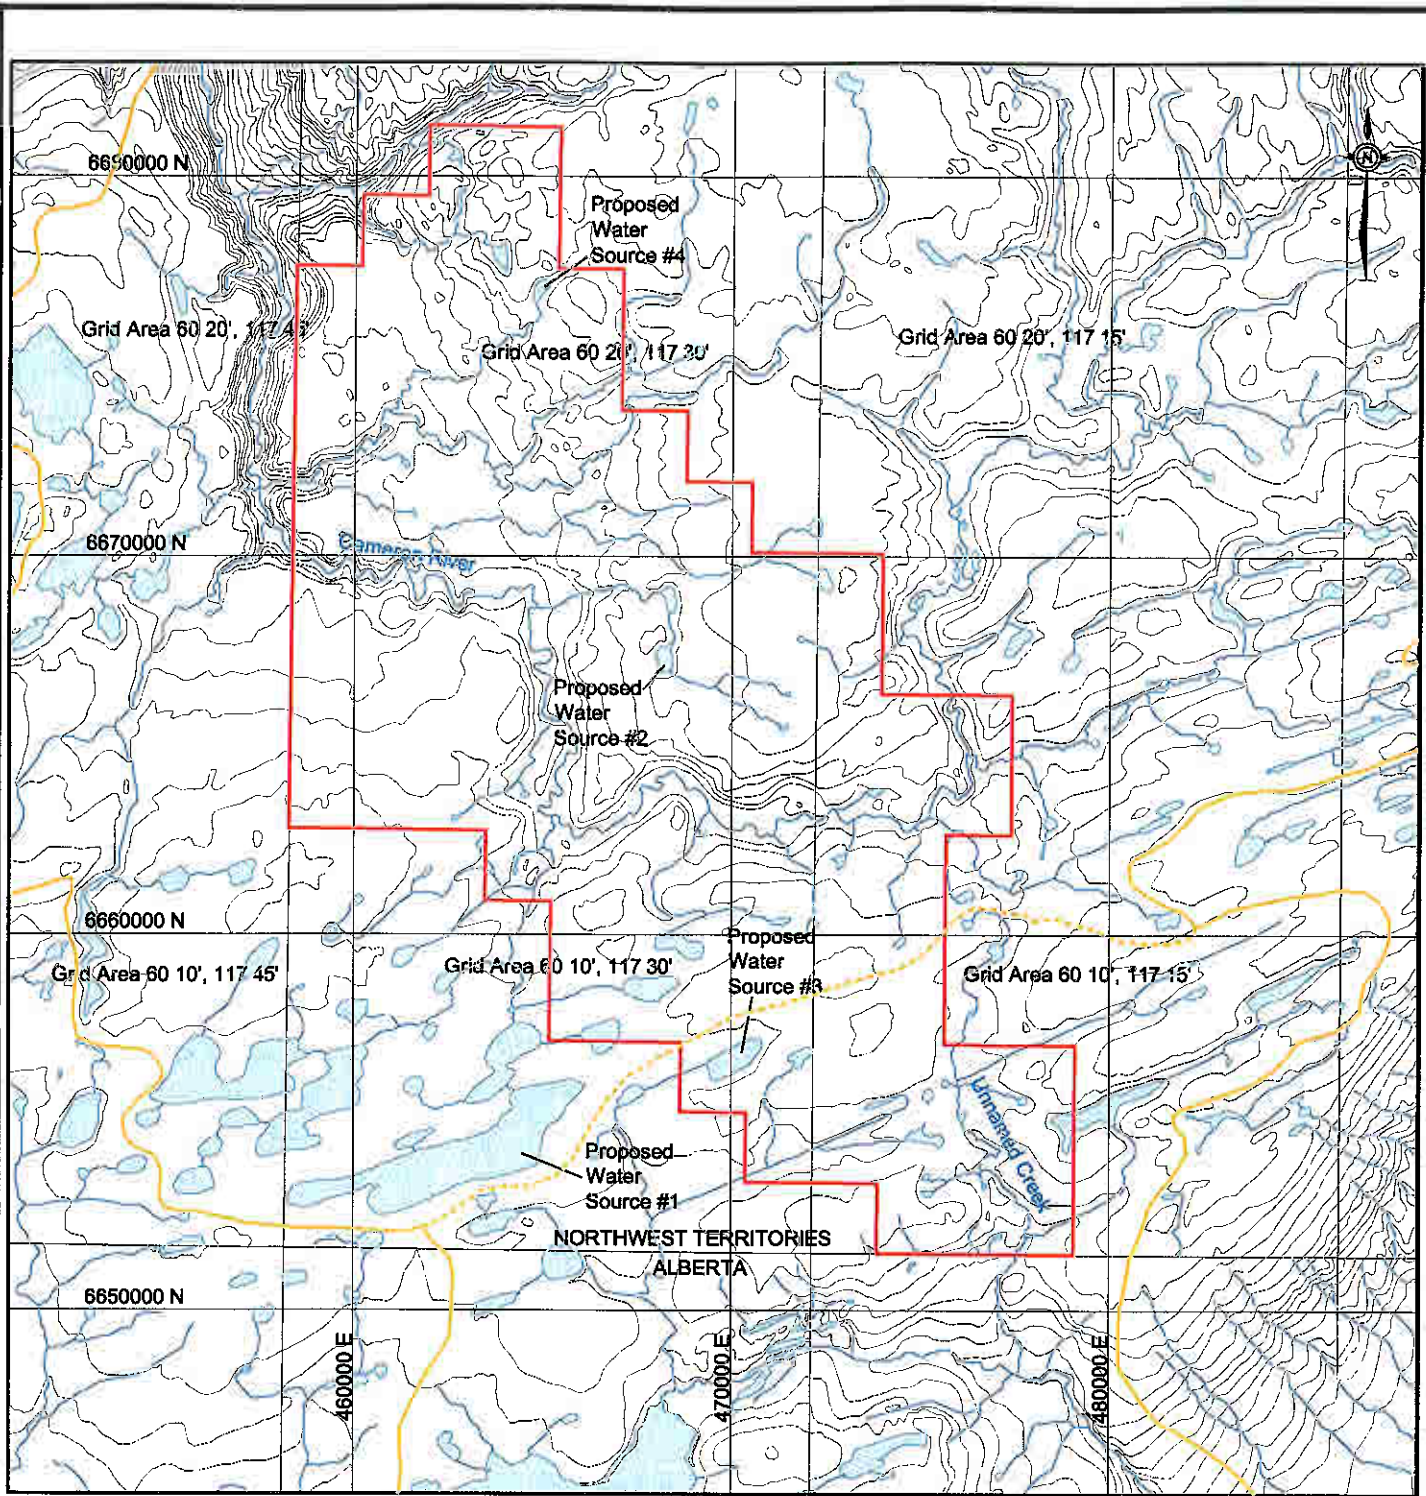 N
6690000 N
Proposed
Water
Source #4
Grid Area 60 20', 117 45'
Grid Area 60 20', 117 30'
Grid Area 60 20', 117 15'
6670000 N
Cameron River
Proposed
Water
Source #2
6660000 N
Proposed
Water
Source #3
Grid Area 60 10', 117 45'
Grid Area 60 10', 117 30'
Grid Area 60 10', 117 15'
Unnamed Creek
Proposed
Water
Source #1
NORTHWEST TERRITORIES
ALBERTA
6650000 N
460000 E
470000 E
480000 E